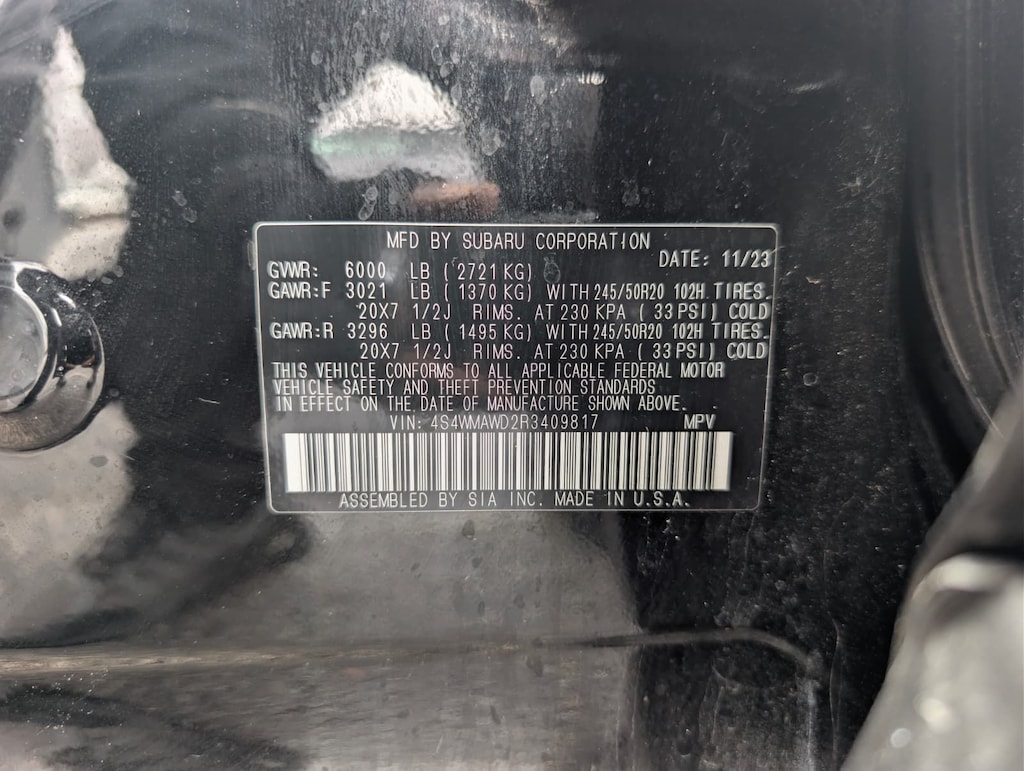 MFD BY SUBARU CORPORATION
DATE: 11/23
GVWR: 6000 LB ( 2721 KG)
GAWR:F 3021 LB ( 1370 KG) WITH 245/50R20 102H TIRES.
20X7 1/2J RIMS. AT 230 KPA ( 33 PSI) COLD
GAWR:R 3296 LB ( 1495 KG) WITH 245/50R20 102H TIRES.
20X7 1/2J RIMS. AT 230 KPA ( 33 PSI) COLD
THIS VEHICLE CONFORMS TO ALL APPLICABLE FEDERAL MOTOR
VEHICLE SAFETY AND THEFT PREVENTION STANDARDS
IN EFFECT ON THE DATE OF MANUFACTURE SHOWN ABOVE.
VIN: 4S4WMAWD2R3409817 MPV
ASSEMBLED BY SIA INC. MADE IN U.S.A.